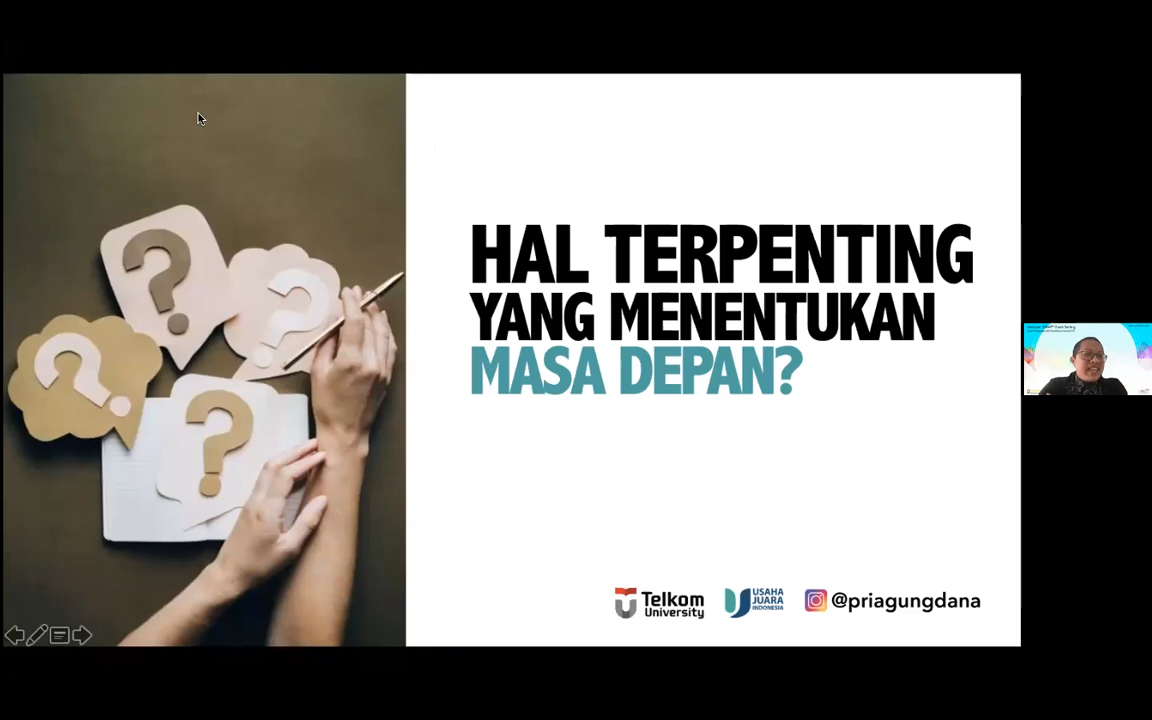 HAL TERPENTING
YANG MENENTUKAN
MASA DEPAN?
Telkom
University
USAHA
JUARA
INDONESIA
@priagungdana
?
?
?
?